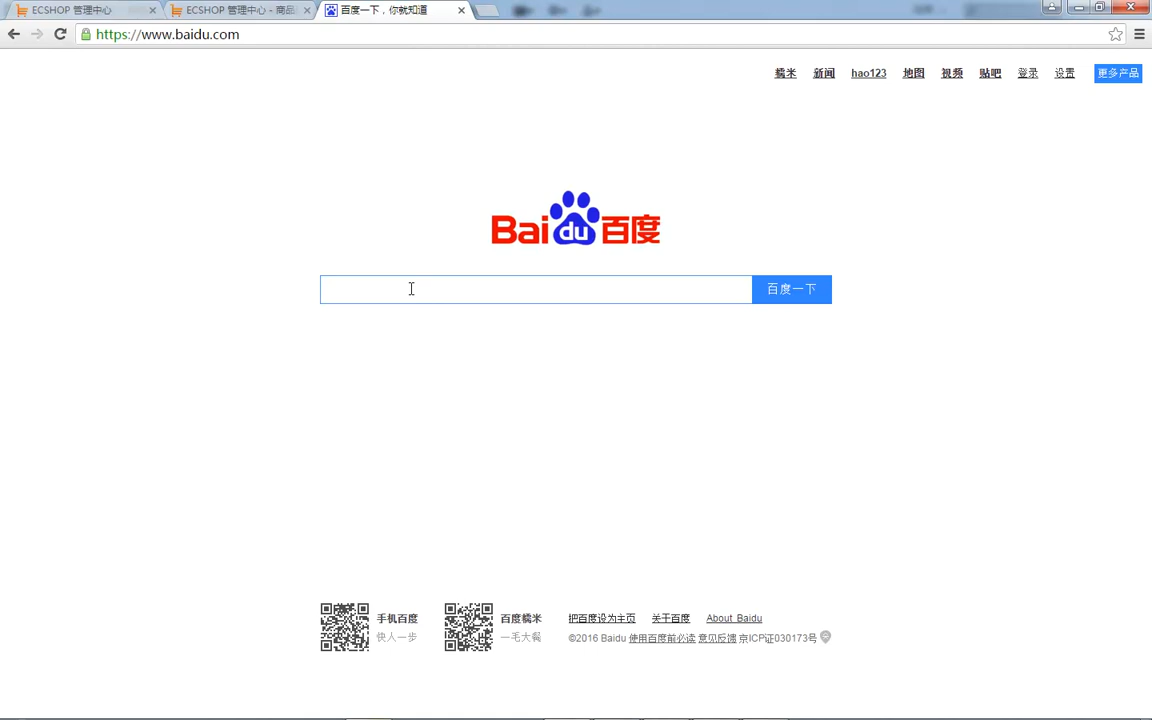 ECSHOP 管理中心
ECSHOP 管理中心 - 商品
百度一下，你就知道
https://www.baidu.com
糯米 新闻 hao123 地图 视频 贴吧 登录 设置 更多产品
Bai du 百度
百度一下
手机百度
快人一步
百度糯米
一毛大餐
把百度设为主页 关于百度 About Baidu
©2016 Baidu 使用百度前必读 意见反馈 京ICP证030173号